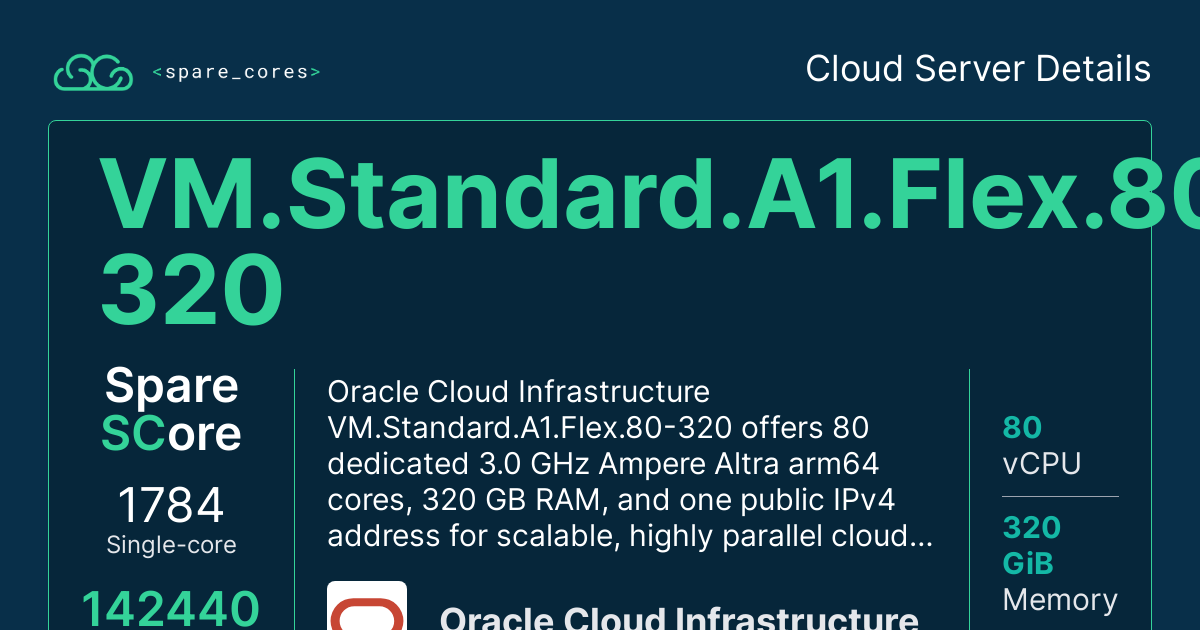 <spare_cores>
Cloud Server Details
VM.Standard.A1.Flex.80
320
Spare
SCore
1784
Single-core
142440
Oracle Cloud Infrastructure
VM.Standard.A1.Flex.80-320 offers 80
dedicated 3.0 GHz Ampere Altra arm64
cores, 320 GB RAM, and one public IPv4
address for scalable, highly parallel cloud...
Oracle Cloud Infrastructure
80
vCPU
320
GiB
Memory